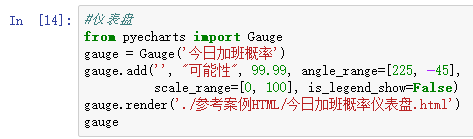 In [14]: #仪表盘
from pyecharts import Gauge
gauge = Gauge('今日加班概率')
gauge.add('', "可能性", 99.99, angle_range=[225, -45],
scale_range=[0, 100], is_legend_show=False)
gauge.render('./参考案例HTML/今日加班概率仪表盘.html')
gauge